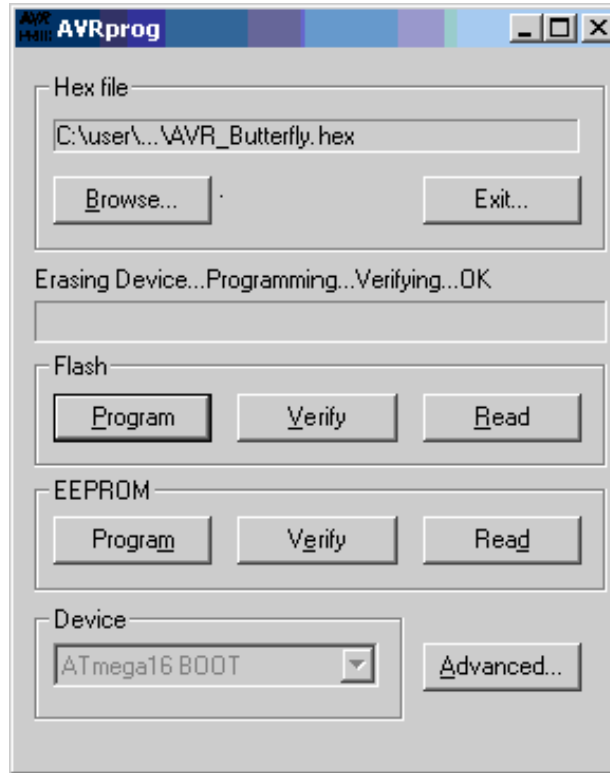 AVRprog
Hex file
C:\user\...\AVR_Butterfly.hex
Browse... Exit...
Erasing Device...Programming...Verifying...OK
Flash
Program Verify Read
EEPROM
Program Verify Read
Device
ATmega16 BOOT Advanced...